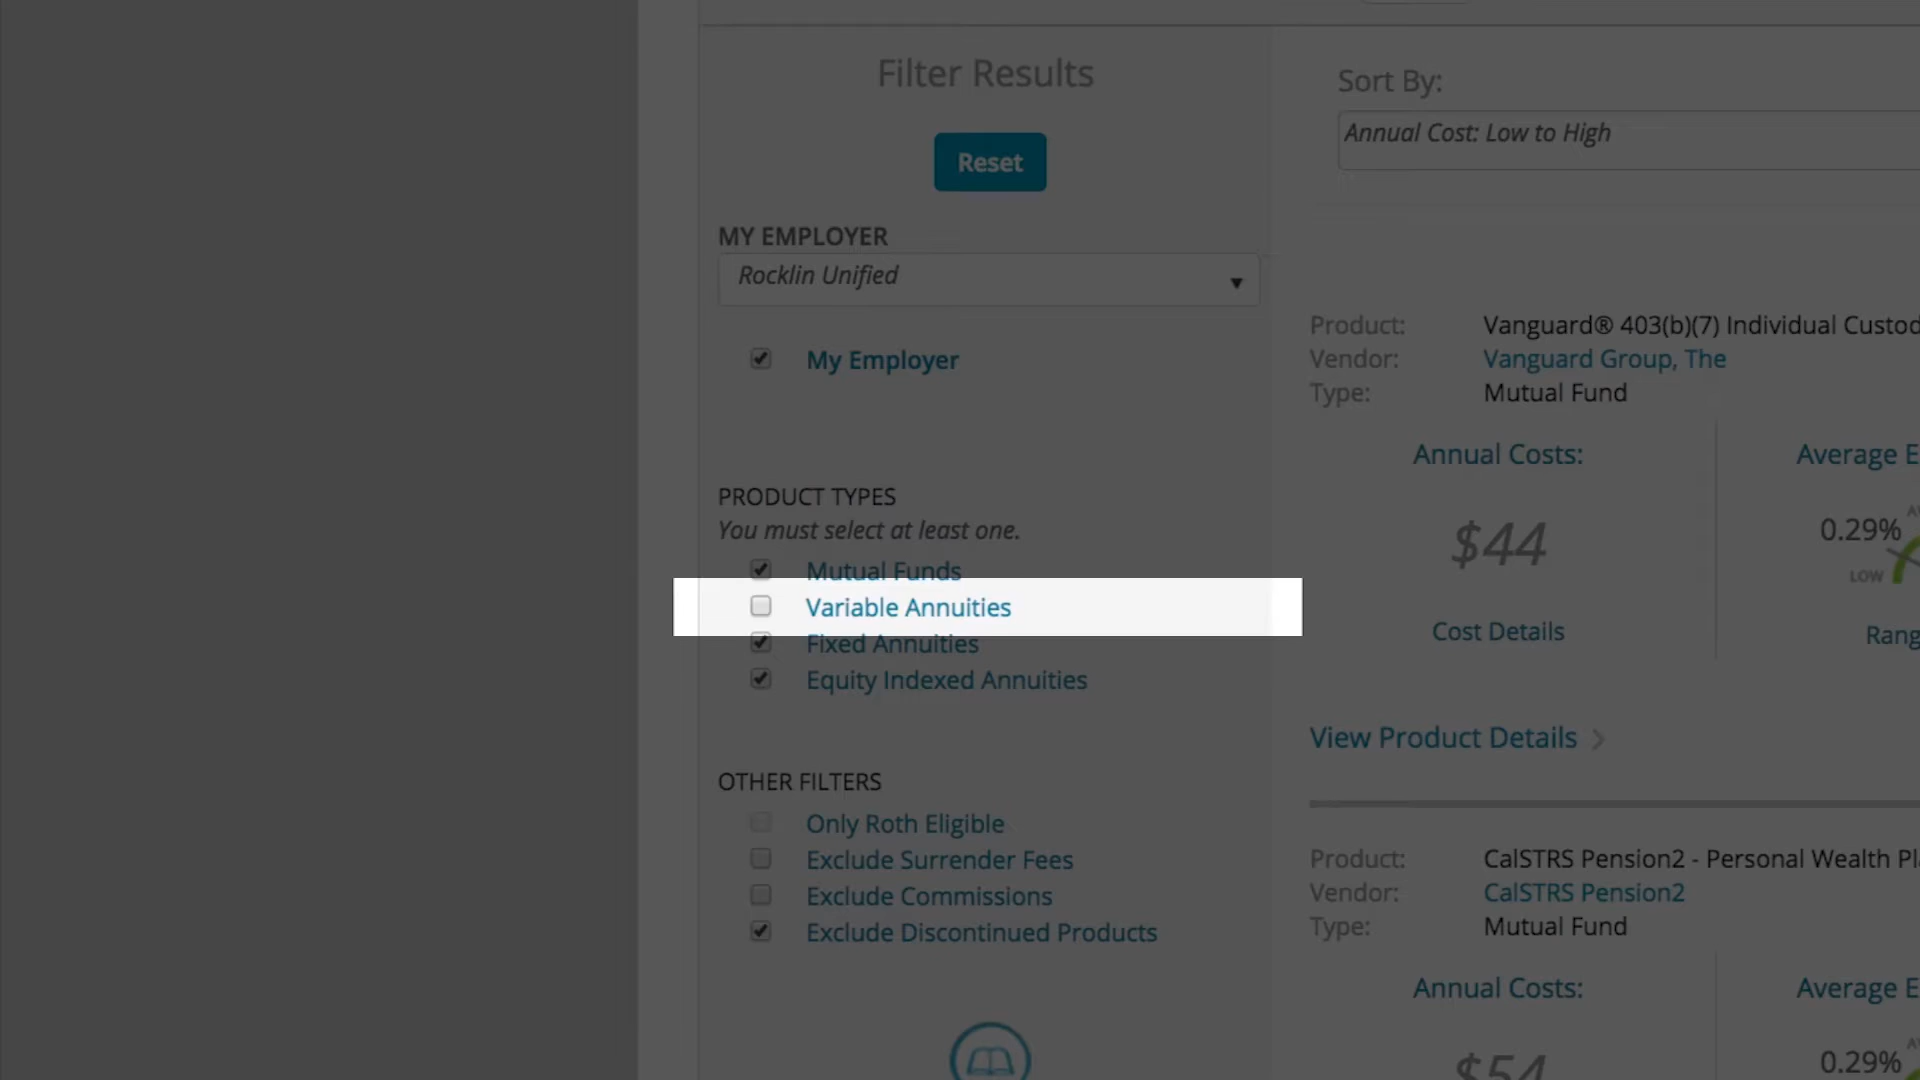 Filter Results
Reset
MY EMPLOYER
Rocklin Unified
My Employer
PRODUCT TYPES
You must select at least one.
Mutual Funds
Variable Annuities
Fixed Annuities
Equity Indexed Annuities
OTHER FILTERS
Only Roth Eligible
Exclude Surrender Fees
Exclude Commissions
Exclude Discontinued Products
Sort By:
Annual Cost: Low to High
Product: Vanguard® 403(b)(7) Individual Custod
Vendor: Vanguard Group, The
Type: Mutual Fund
Annual Costs:
$44
Cost Details
Average E
0.29%
LOW
Rang
View Product Details
Product: CalSTRS Pension2 - Personal Wealth Pl
Vendor: CalSTRS Pension2
Type: Mutual Fund
Annual Costs:
$54
Average E
0.29%